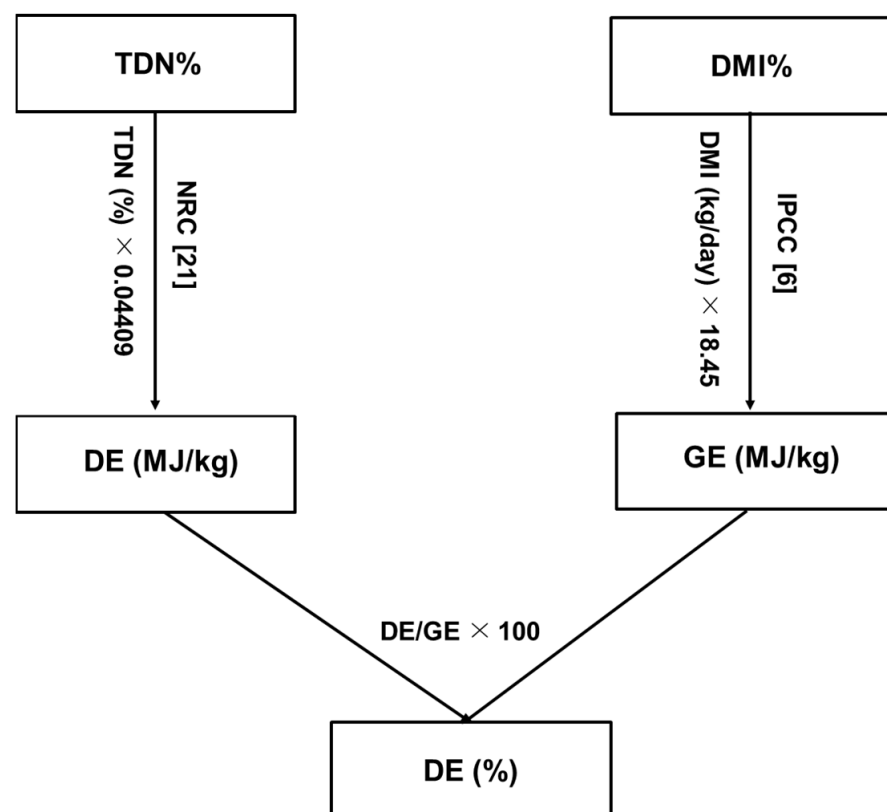 TDN%
DMI%
TDN (%) × 0.04409
NRC [21]
DMI (kg/day) × 18.45
IPCC [6]
DE (MJ/kg)
GE (MJ/kg)
DE/GE × 100
DE (%)